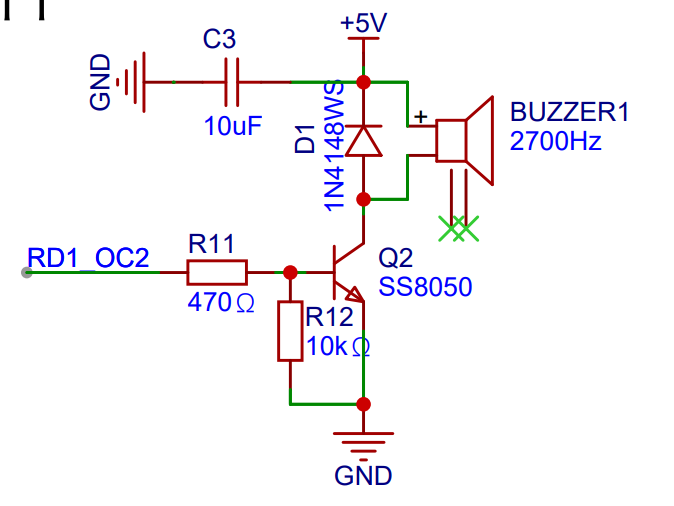 +5V
C3
GND
10uF
D1
1N4148WS
+
BUZZER1
2700Hz
RD1_OC2
R11
470Ω
Q2
SS8050
R12
10kΩ
GND